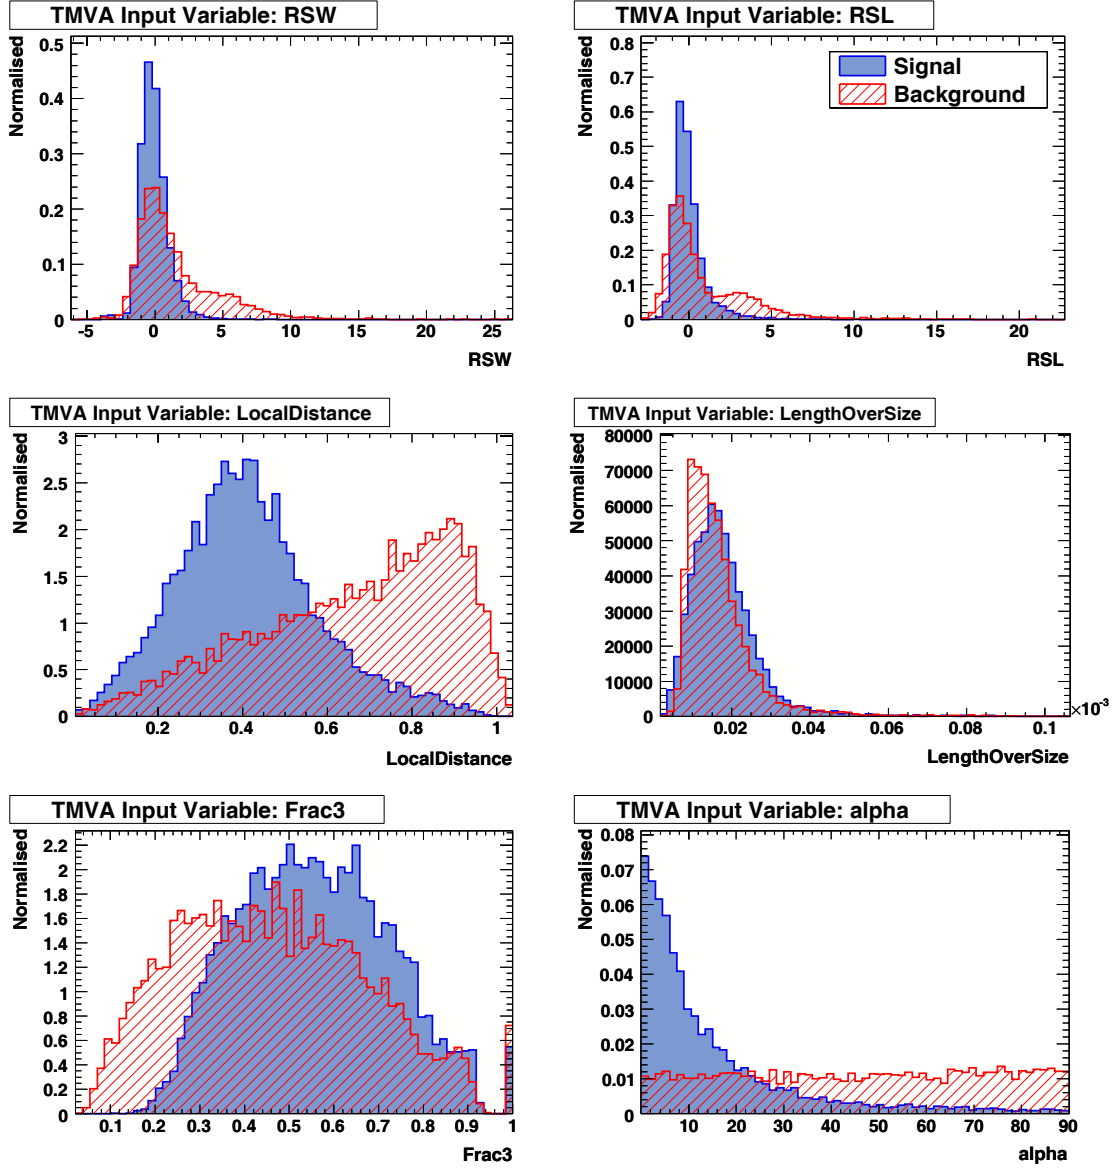 TMVA Input Variable: RSW
Normalised
0.5
0.4
0.3
0.2
0.1
0
-5 0 5 10 15 20 25
RSW
TMVA Input Variable: RSL
Normalised
0.8
0.7
0.6
0.5
0.4
0.3
0.2
0.1
0
Signal
Background
0 5 10 15 20
RSL
TMVA Input Variable: LocalDistance
Normalised
3
2.5
2
1.5
1
0.5
0
0.2 0.4 0.6 0.8 1
LocalDistance
TMVA Input Variable: LengthOverSize
Normalised
80000
70000
60000
50000
40000
30000
20000
10000
0
0.02 0.04 0.06 0.08 0.1
×10-3
LengthOverSize
TMVA Input Variable: Frac3
Normalised
2.2
2
1.8
1.6
1.4
1.2
1
0.8
0.6
0.4
0.2
0
0.1 0.2 0.3 0.4 0.5 0.6 0.7 0.8 0.9 1
Frac3
TMVA Input Variable: alpha
Normalised
0.08
0.07
0.06
0.05
0.04
0.03
0.02
0.01
0
10 20 30 40 50 60 70 80 90
alpha